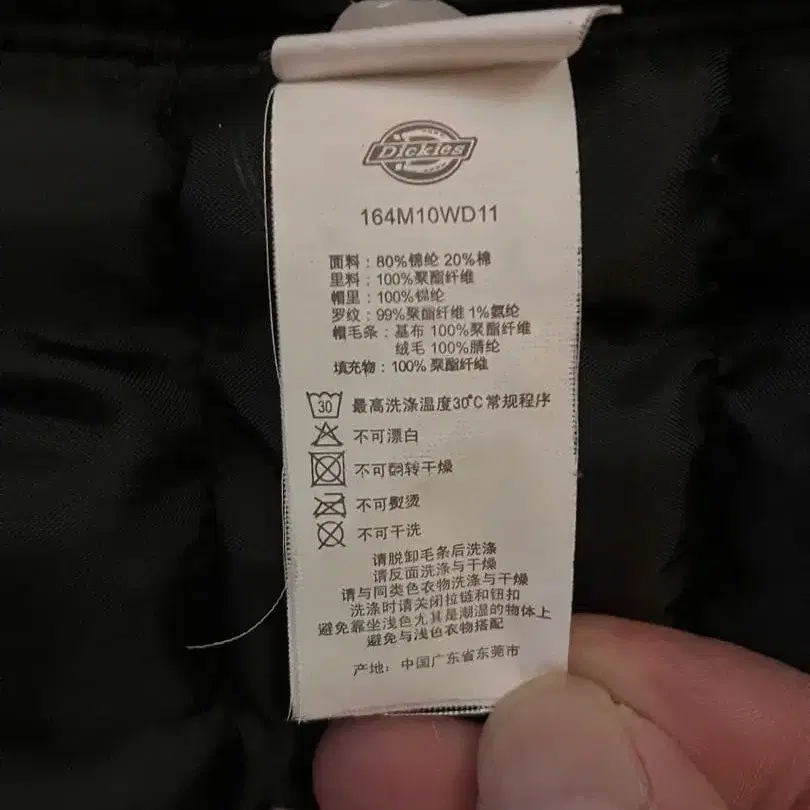 Dickies
164M10WD11
面料：80%锦纶 20%棉
里料：100%聚酯纤维
帽里：100%锦纶
罗纹：99%聚酯纤维 1%氨纶
帽毛条：基布 100%聚酯纤维
绒毛 100%腈纶
填充物：100% 聚酯纤维
30 最高洗涤温度30℃常规程序
不可漂白
不可翻转干燥
不可熨烫
不可干洗
请脱卸毛条后洗涤
请反面洗涤与干燥
请与同类色衣物洗涤与干燥
洗涤时请关闭拉链和钮扣
避免靠坐浅色尤其是潮湿的物体上
避免与浅色衣物搭配
产地：中国广东省东莞市